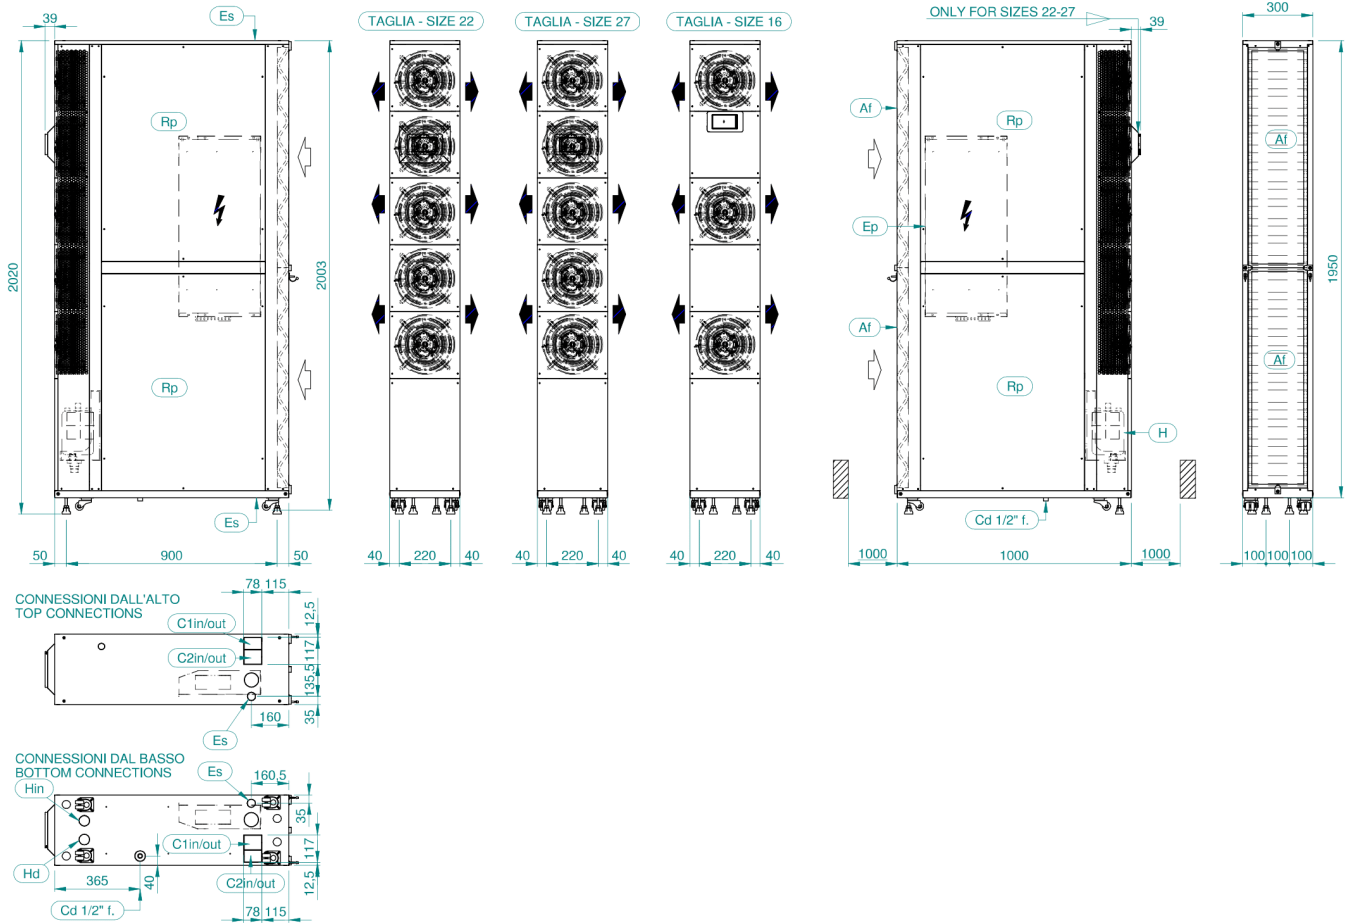 39
Es
TAGLIA - SIZE 22
TAGLIA - SIZE 27
TAGLIA - SIZE 16
ONLY FOR SIZES 22-27
39
300
Rp
Af
Rp
Af
2020
2003
Ep
1950
Af
Af
Rp
Rp
H
Es
Cd 1/2" f.
50
900
50
40
220
40
40
220
40
40
220
40
1000
1000
1000
100
100
100
CONNESSIONI DALL'ALTO
TOP CONNECTIONS
78
115
12,5
C1in/out
117
C2in/out
135,5
160
35
Es
CONNESSIONI DAL BASSO
BOTTOM CONNECTIONS
Es
160,5
Hin
35
C1in/out
117
Hd
365
40
C2in/out
12,5
Cd 1/2" f.
78
115